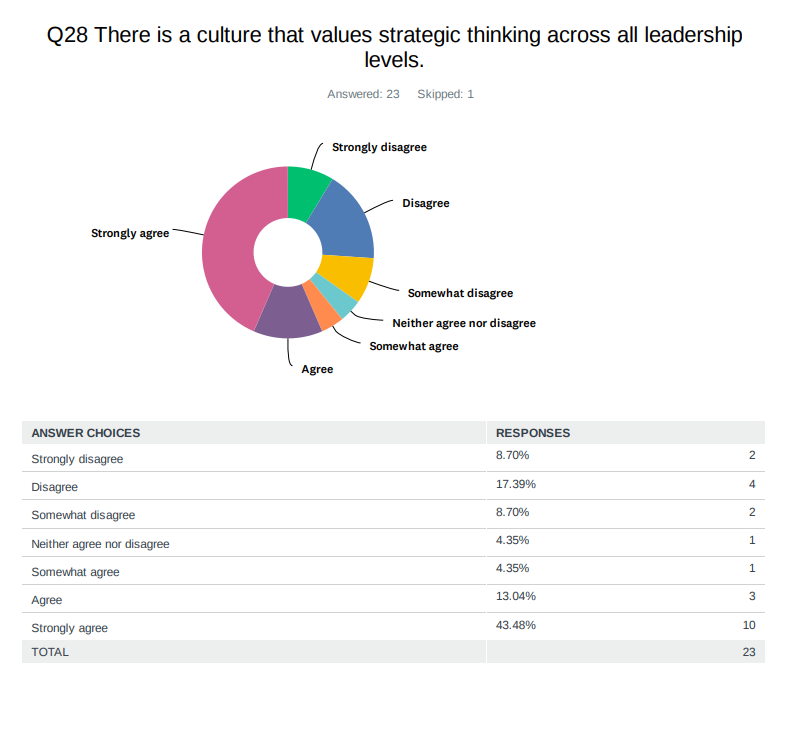 Q28 There is a culture that values strategic thinking across all leadership
levels.
Answered: 23 Skipped: 1
Strongly disagree
Disagree
Strongly agree
Somewhat disagree
Neither agree nor disagree
Somewhat agree
Agree
ANSWER CHOICES RESPONSES
Strongly disagree 8.70% 2
Disagree 17.39% 4
Somewhat disagree 8.70% 2
Neither agree nor disagree 4.35% 1
Somewhat agree 4.35% 1
Agree 13.04% 3
Strongly agree 43.48% 10
TOTAL 23